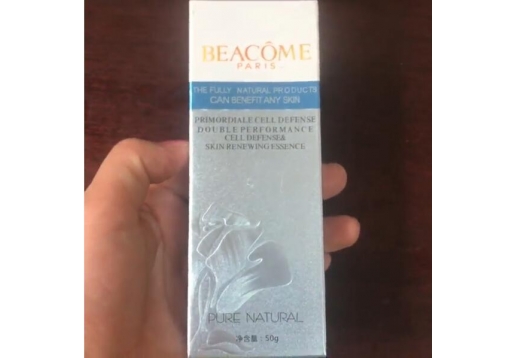 BEACÔME
PARIS
THE FULLY NATURAL PRODUCTS
CAN BENEFIT ANY SKIN
PRIMORDIALE CELL DEFENSE
DOUBLE PERFORMANCE
CELL DEFENSE&
SKIN RENEWING ESSENCE
PURE NATURAL
净含量：50g